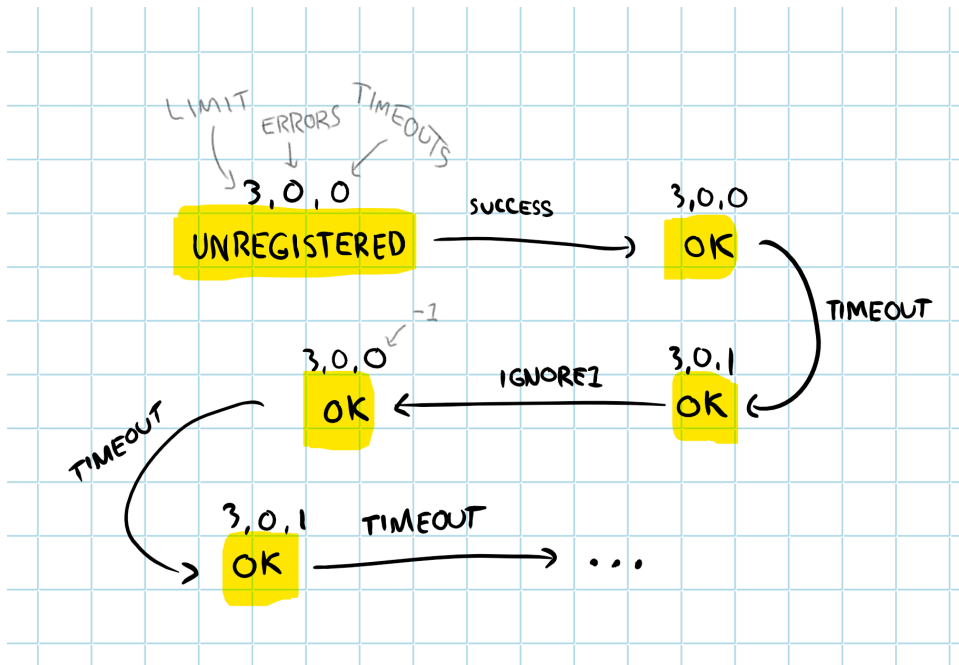 LIMIT
ERRORS
TIMEOUTS
3,0,0
UNREGISTERED
SUCCESS
3,0,0
OK
TIMEOUT
3,0,1
OK
IGNORE1
-1
3,0,0
OK
TIMEOUT
3,0,1
OK
TIMEOUT
...